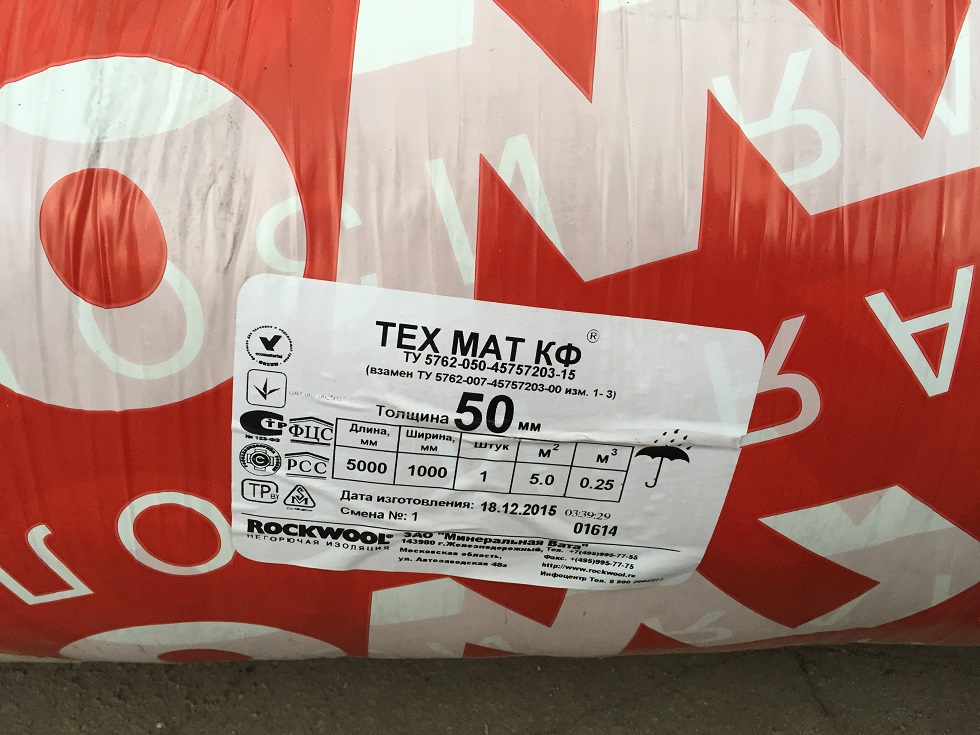 ТЕХ МАТ КФ ®
ТУ 5762-050-45757203-15
(взамен ТУ 5762-007-45757203-00 изм. 1- 3)
Толщина 50 мм
Длина, мм Ширина, мм Штук м² м³
5000 1000 1 5.0 0.25
Дата изготовления: 18.12.2015 03:39:29
Смена №: 1 01614
СТР
ФЦС
РСС
ТР BY
ROCKWOOL
НЕГОРЮЧАЯ ИЗОЛЯЦИЯ
ЗАО "Минеральная Вата"
143980 г.Железнодорожный,
Московская область,
ул. Автозаводская 48а
Тел. +7(495)995-77-55
Факс. +(495)995-77-75
http://www.rockwool.ru
Инфоцентр Тел. 8 800